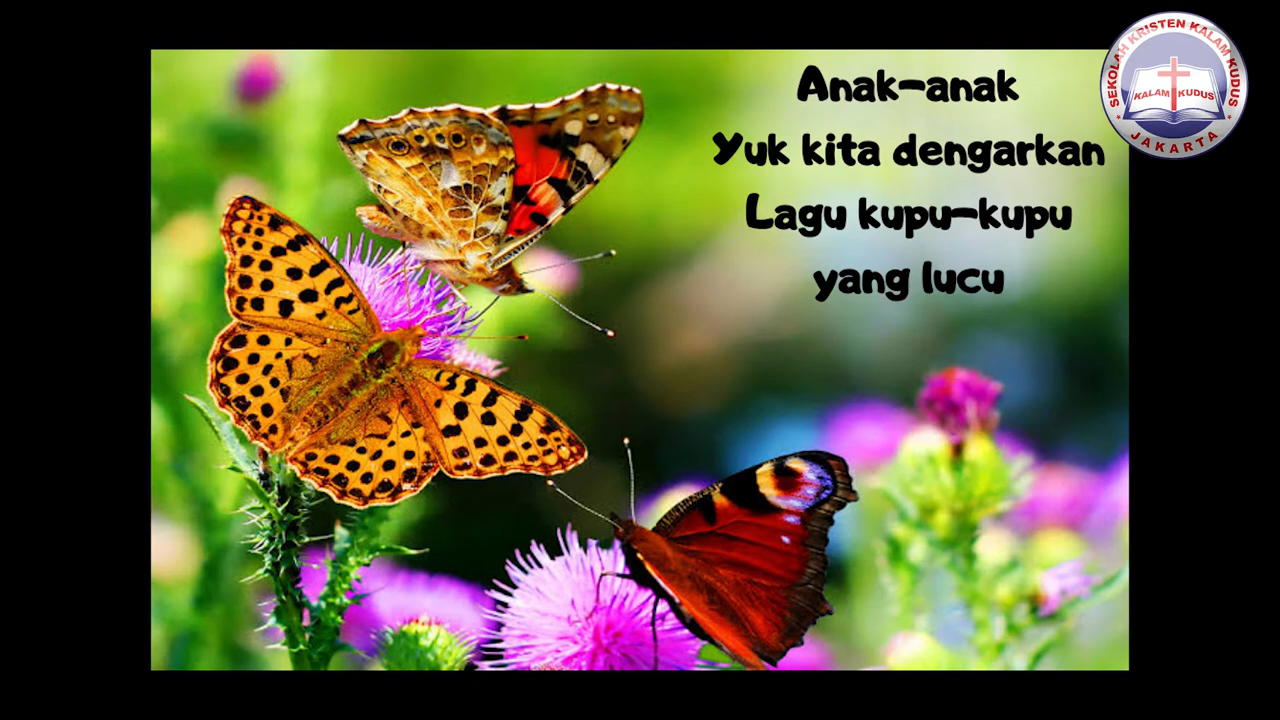 Anak-anak
Yuk kita dengarkan
Lagu kupu-kupu
yang lucu
SEKOLAH KRISTEN KALAM KUDUS
KALAM KUDUS
* JAKARTA *